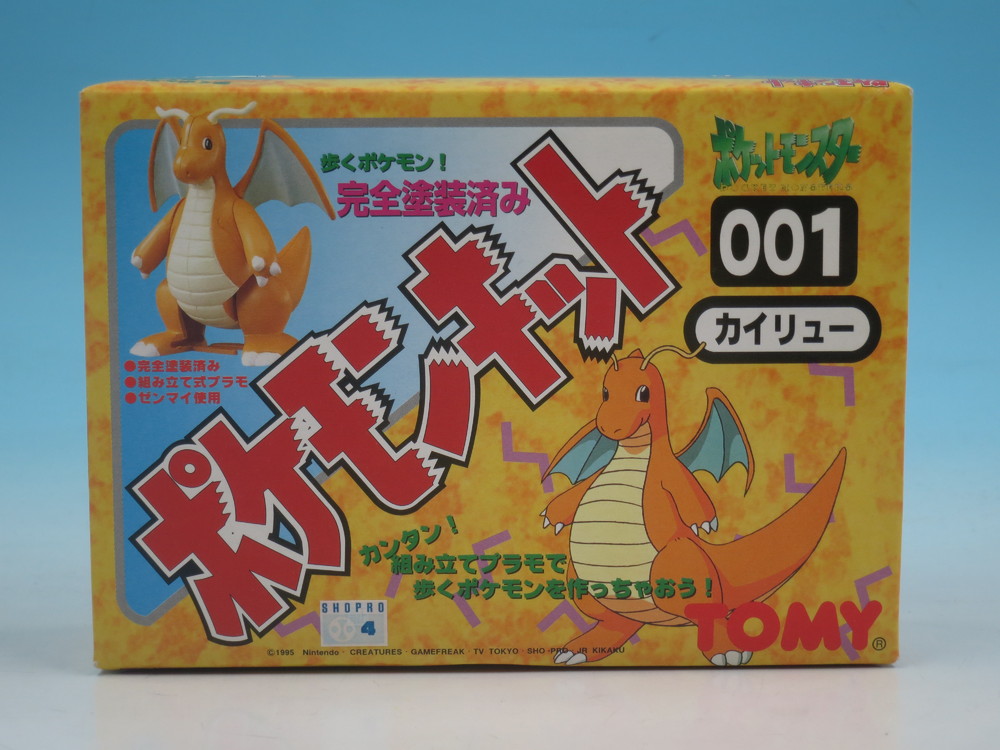 歩くポケモン！
完全塗装済み
ポケモンキット
●完全塗装済み
●組み立て式プラモ
●ゼンマイ使用
ポケットモンスター
POCKET MONSTERS
001
カイリュー
カンタン！
組み立てプラモで
歩くポケモンを作っちゃおう！
SHOPRO
4
TOMY®
©1995 Nintendo · CREATURES · GAMEFREAK · TV TOKYO · SHO-PRO · JR KIKAKU